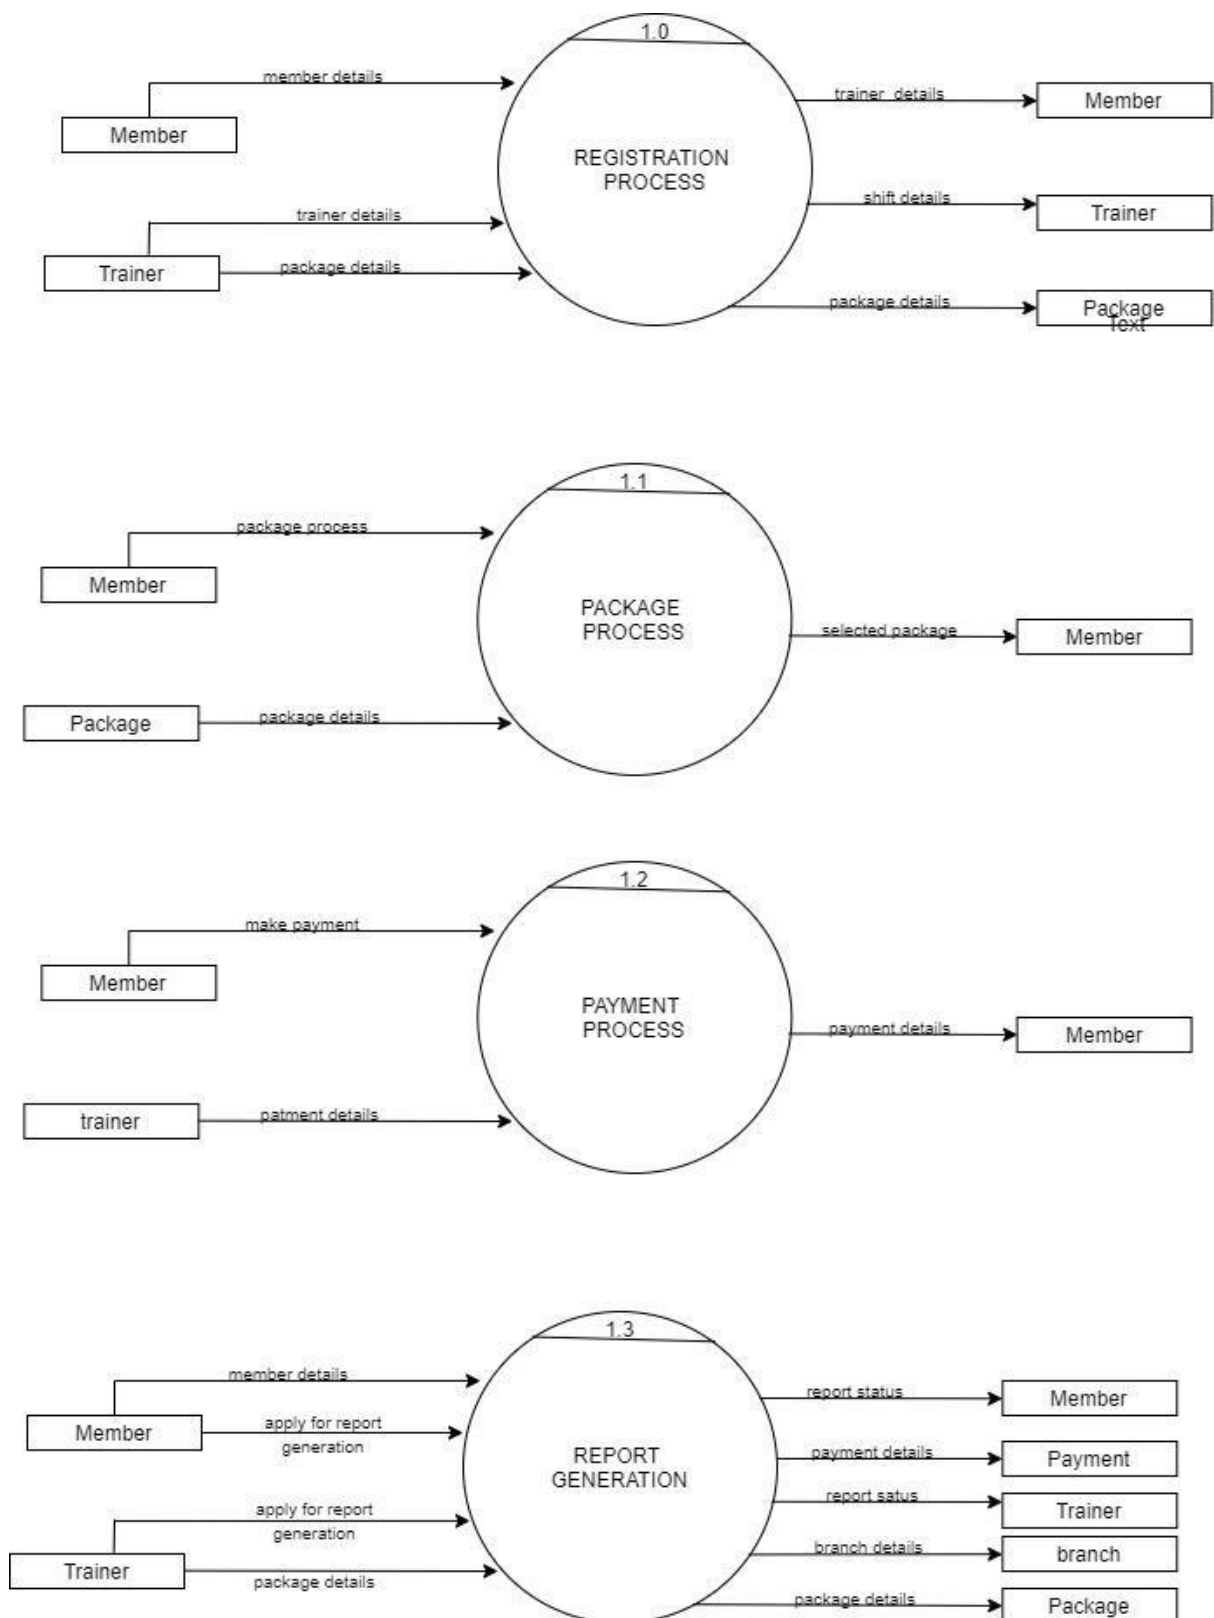 1.0
member details
trainer  details
Member
Member
REGISTRATION
PROCESS
trainer details
shift details
Trainer
Trainer
package details
package details
Package
Text
1.1
package process
Member
PACKAGE
PROCESS
selected package
Member
Package
package details
1.2
make payment
Member
PAYMENT
PROCESS
payment details
Member
trainer
patment details
1.3
member details
report status
Member
Member
apply for report
generation
REPORT
GENERATION
payment details
Payment
apply for report
generation
report satus
Trainer
Trainer
package details
branch details
branch
package details
Package